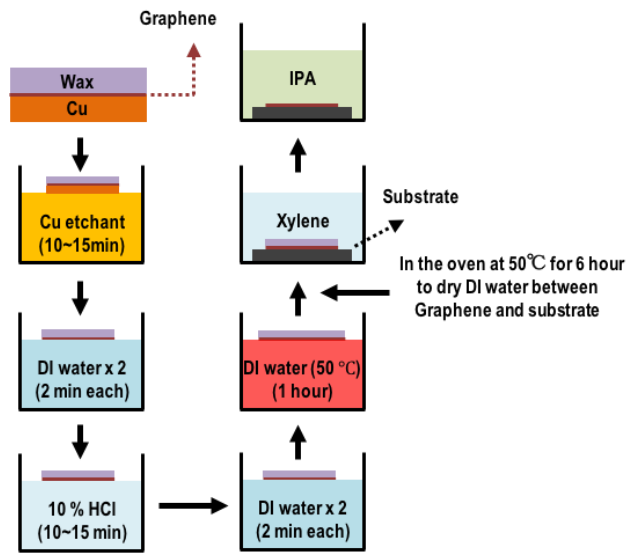 Graphene
Wax
Cu
Cu etchant
(10~15min)
DI water x 2
(2 min each)
10 % HCl
(10~15 min)
DI water x 2
(2 min each)
DI water (50 ℃)
(1 hour)
In the oven at 50℃ for 6 hour
to dry DI water between
Graphene and substrate
Xylene
Substrate
IPA